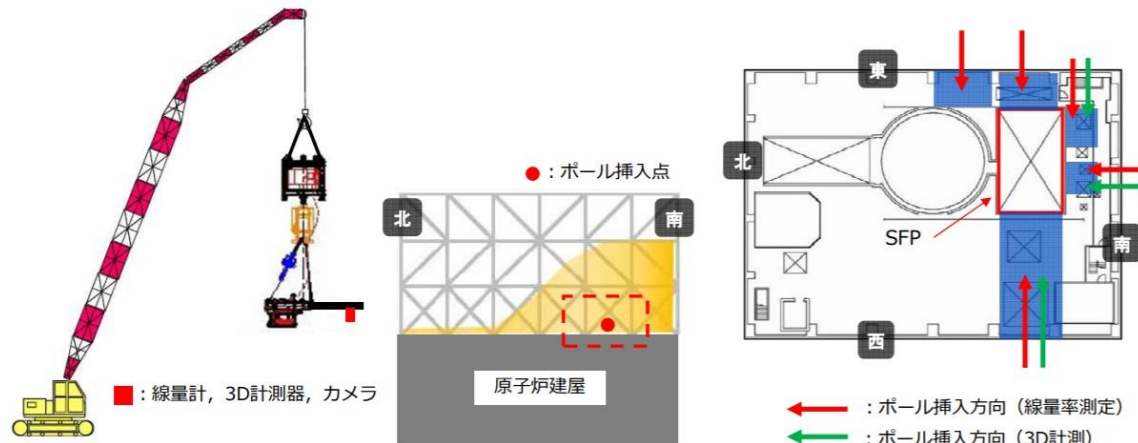 ■：線量計，3D計測器，カメラ
●：ポール挿入点
北
南
原子炉建屋
東
北
SFP
南
西
：ポール挿入方向（線量率測定）
：ポール挿入方向（3D計測）